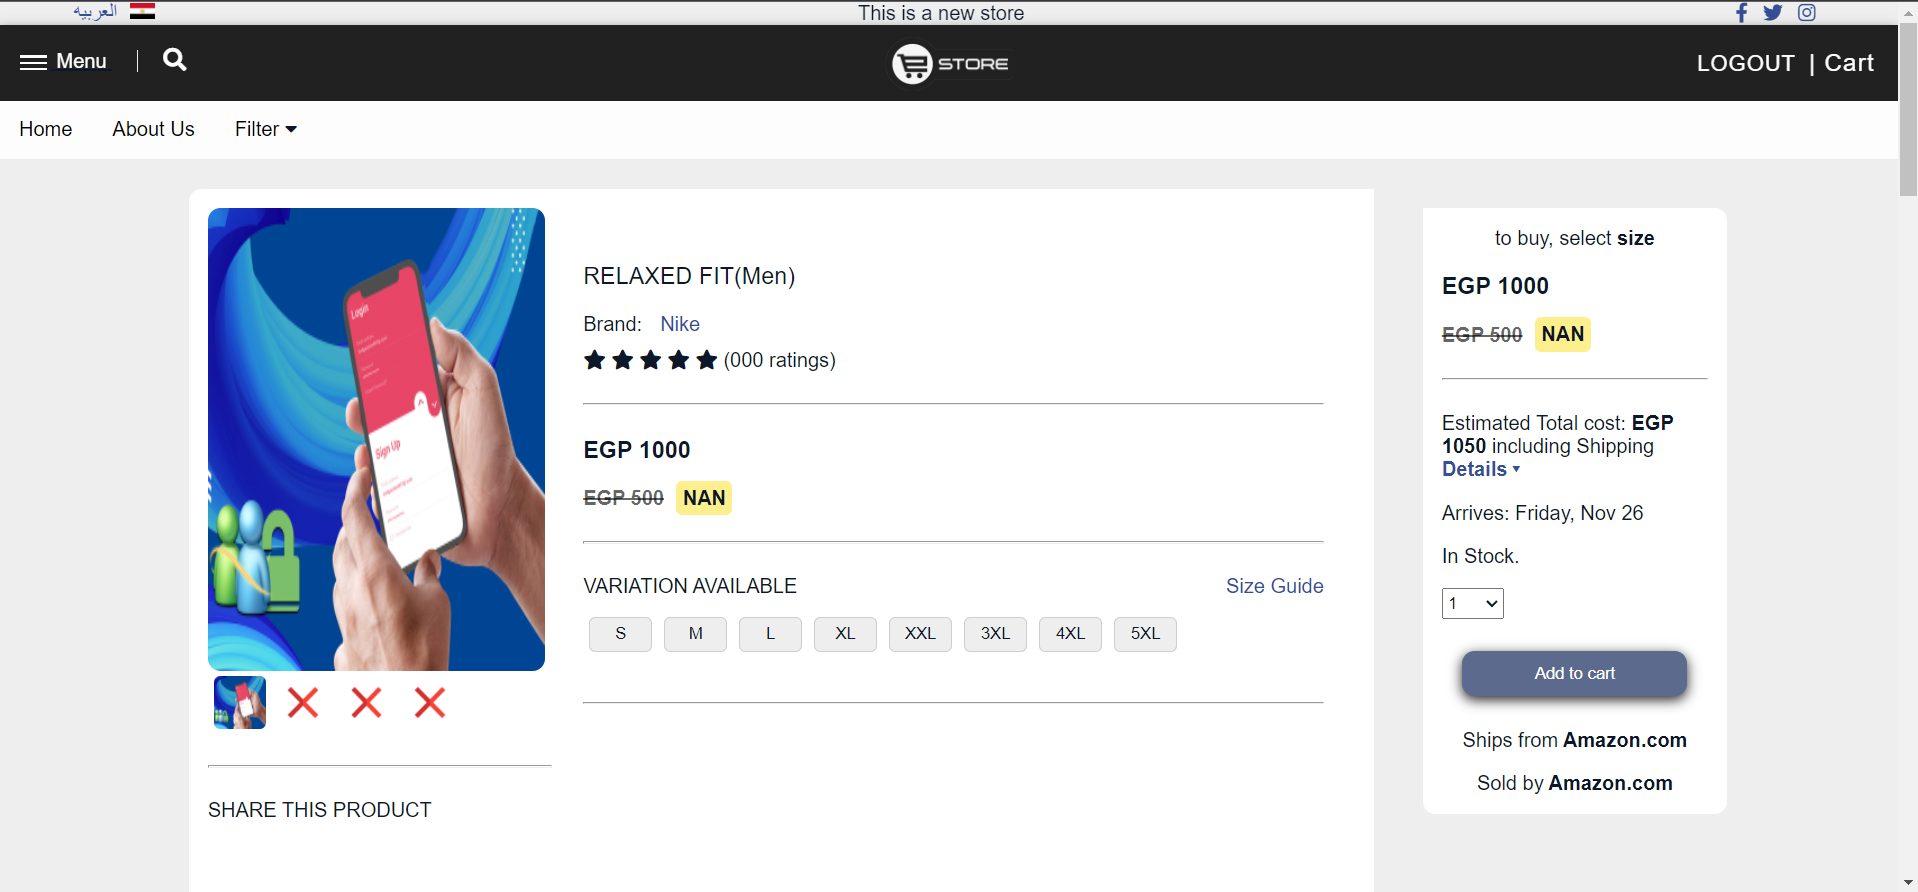 العربيه
This is a new store
Menu
STORE
LOGOUT | Cart
Home
About Us
Filter
RELAXED FIT(Men)
Brand: Nike
(000 ratings)
EGP 1000
EGP 500 NAN
VARIATION AVAILABLE
Size Guide
S M L XL XXL 3XL 4XL 5XL
Login
Sign Up
SHARE THIS PRODUCT
to buy, select size
EGP 1000
EGP 500 NAN
Estimated Total cost: EGP
1050 including Shipping
Details
Arrives: Friday, Nov 26
In Stock.
1
Add to cart
Ships from Amazon.com
Sold by Amazon.com